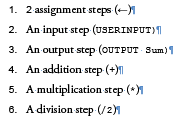 1. 2 assignment steps (←)¶
2. An input step (USERINPUT)¶
3. An output step (OUTPUT Sum)¶
4. An addition step (+)¶
5. A multiplication step (*)¶
6. A division step (/2)¶